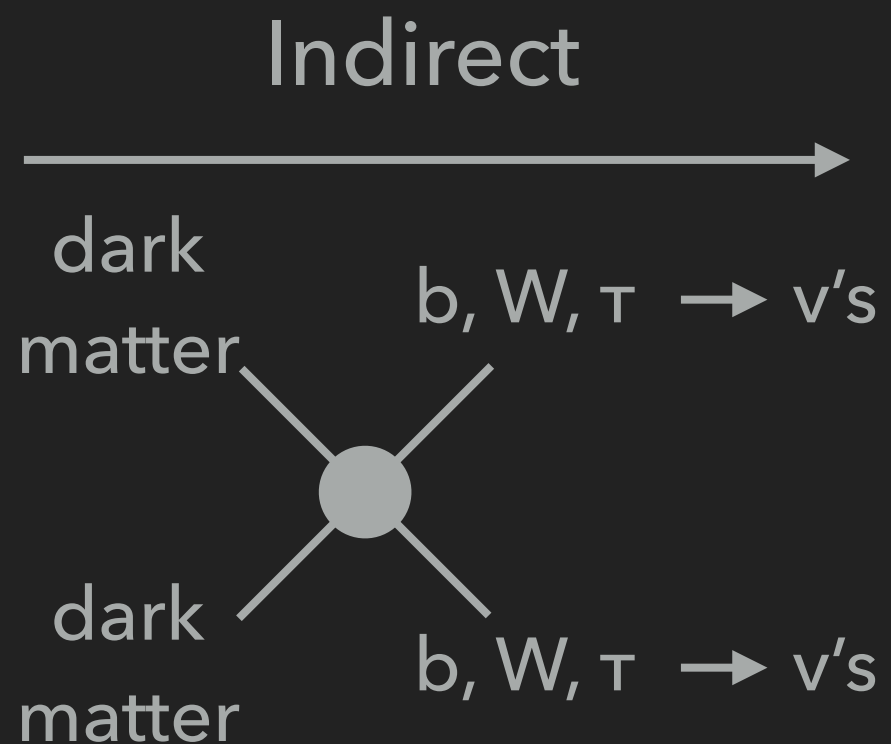 Indirect
dark
matter
b, W, τ → ν's
dark
matter
b, W, τ → ν's